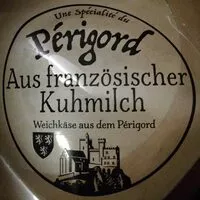 Une Spécialité du
Périgord
Aus französischer
Kuhmilch
Weichkäse aus dem Périgord